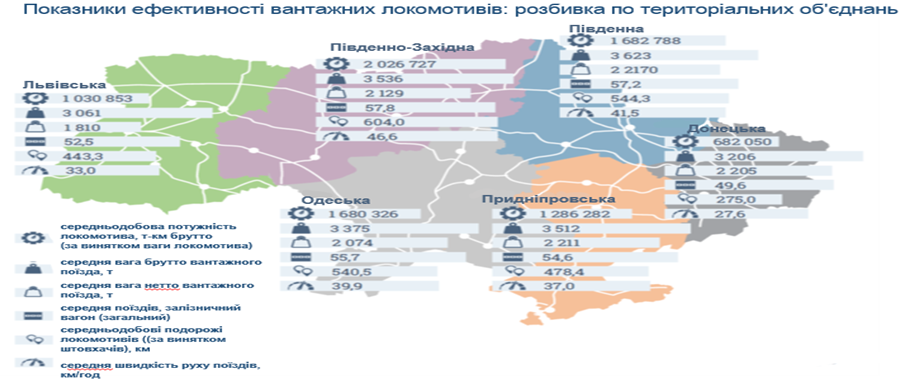 Показники ефективності вантажних локомотивів: розбивка по територіальних об'єднань
Південна
1 682 788
3 623
2 2170
57,2
544,3
41,5
Південно-Західна
2 026 727
3 536
2 129
57,8
604,0
46,6
Львівська
1 030 853
3 061
1 810
52,5
443,3
33,0
Донецька
682 050
3 206
2 205
49,6
275,0
27,6
Одеська
1 680 326
3 375
2 074
55,7
540,5
39,9
Придніпровська
1 286 282
3 512
2 211
54,6
478,4
37,0
середньодобова потужність
локомотива, т-км брутто
(за винятком ваги локомотива)
середня вага брутто вантажного
поїзда, т
середня вага нетто вантажного
поїзда, т
середня поїздів, залізничний
вагон (загальний)
середньодобові подорожі
локомотивів ((за винятком
штовхачів), км
середня швидкість руху поїздів,
км/год